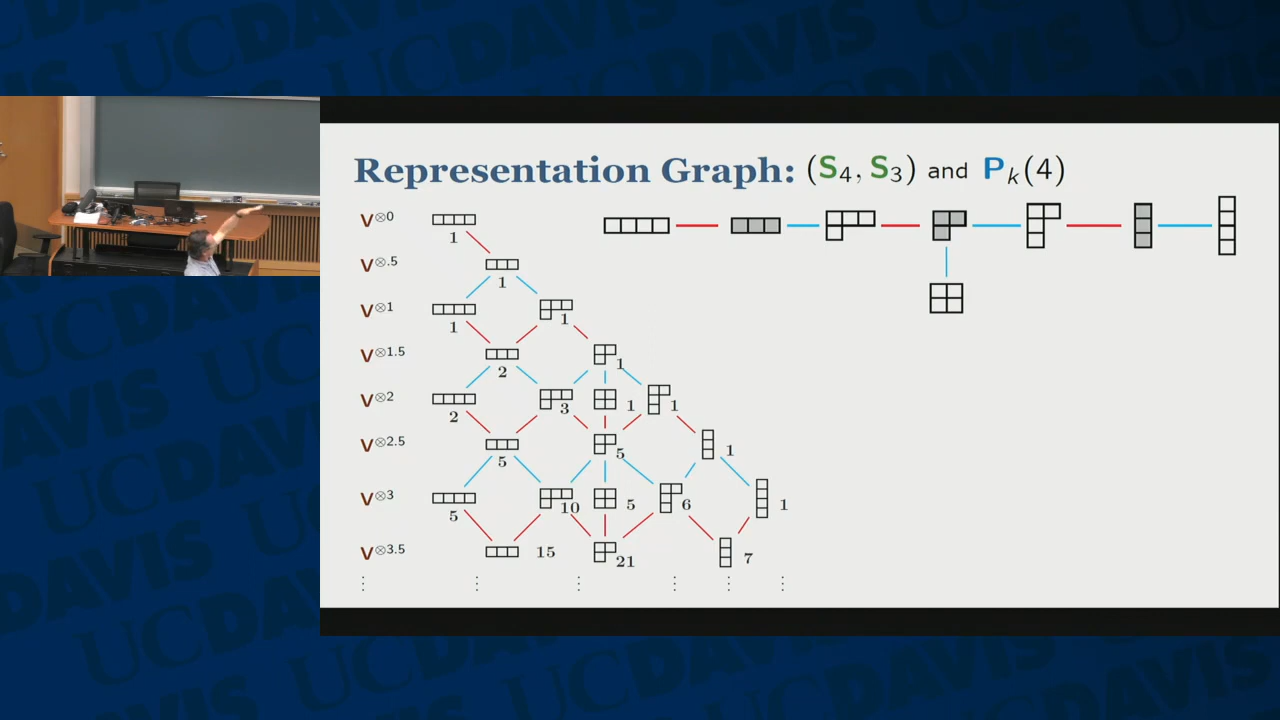 Representation Graph: (S₄, S₃) and Pₖ(4)
V⊗0
1
V⊗.5
1
V⊗1
1 1
V⊗1.5
2 1
V⊗2
2 3 1 1
V⊗2.5
5 5 1
V⊗3
5 10 5 6 1
V⊗3.5
15 21 7
⋮ ⋮ ⋮ ⋮ ⋮ ⋮
UCDAVIS